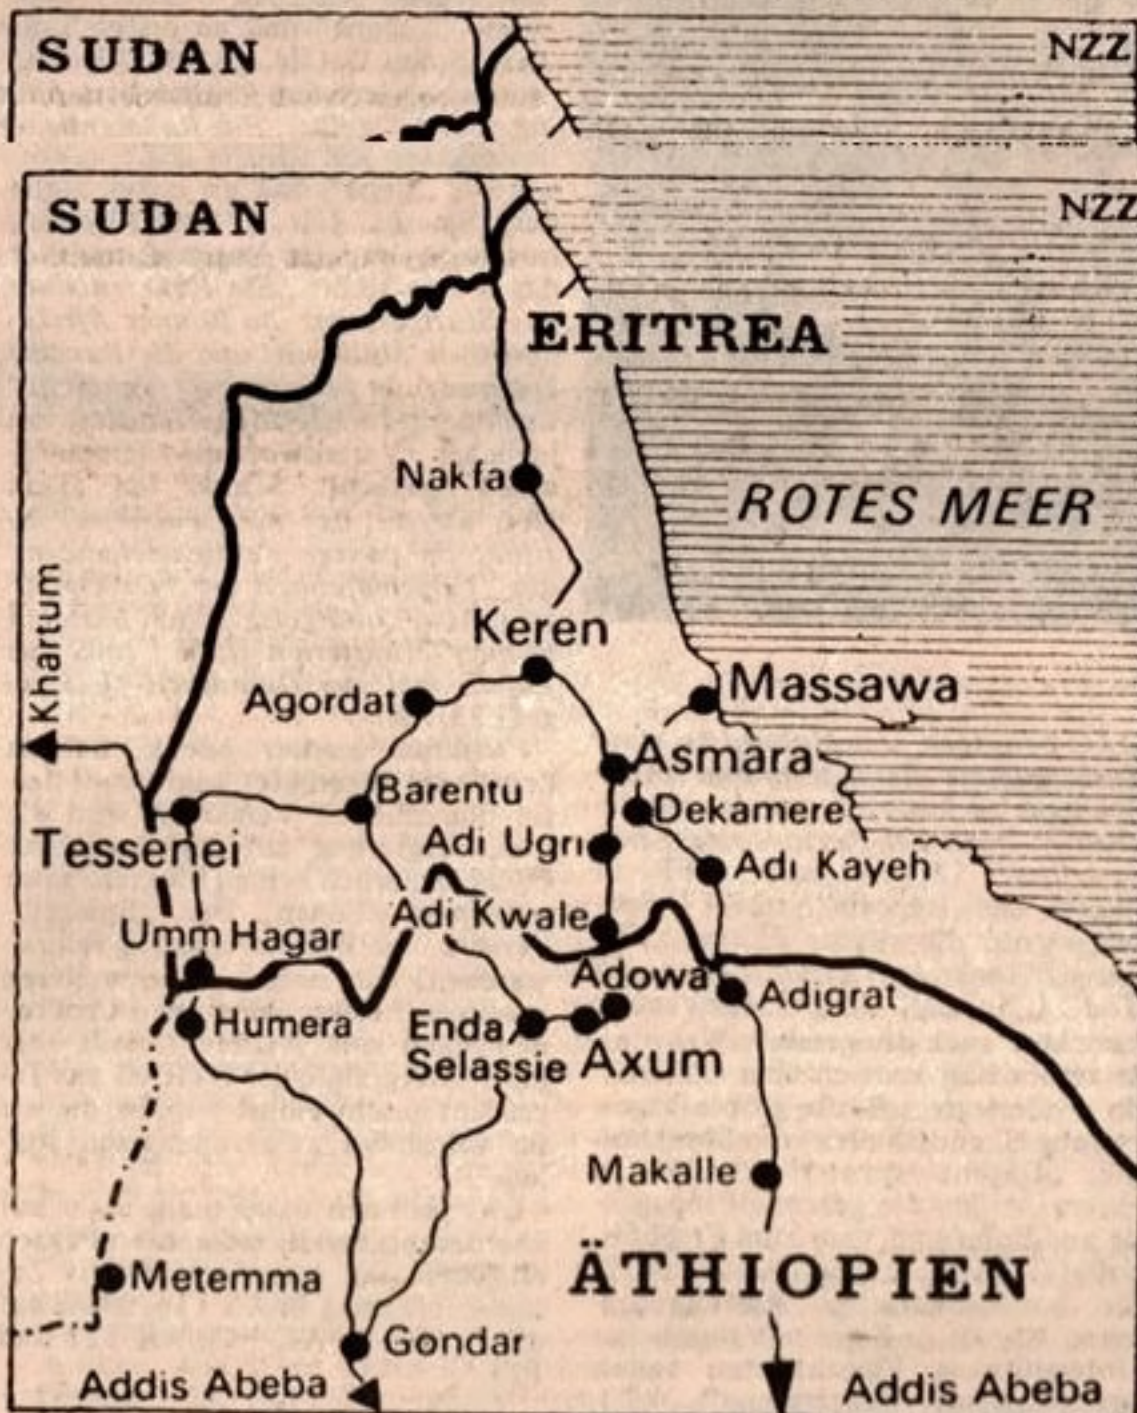 SUDAN
NZZ
SUDAN
NZZ
ERITREA
Nakfa
ROTES MEER
Khartum
Keren
Agordat
Massawa
Asmara
Barentu
Dekamere
Tessenei
Adi Ugri
Adi Kayeh
Adi Kwale
Umm Hagar
Adowa
Adigrat
Humera
Enda
Selassie
Axum
Makalle
Metemma
ÄTHIOPIEN
Gondar
Addis Abeba
Addis Abeba